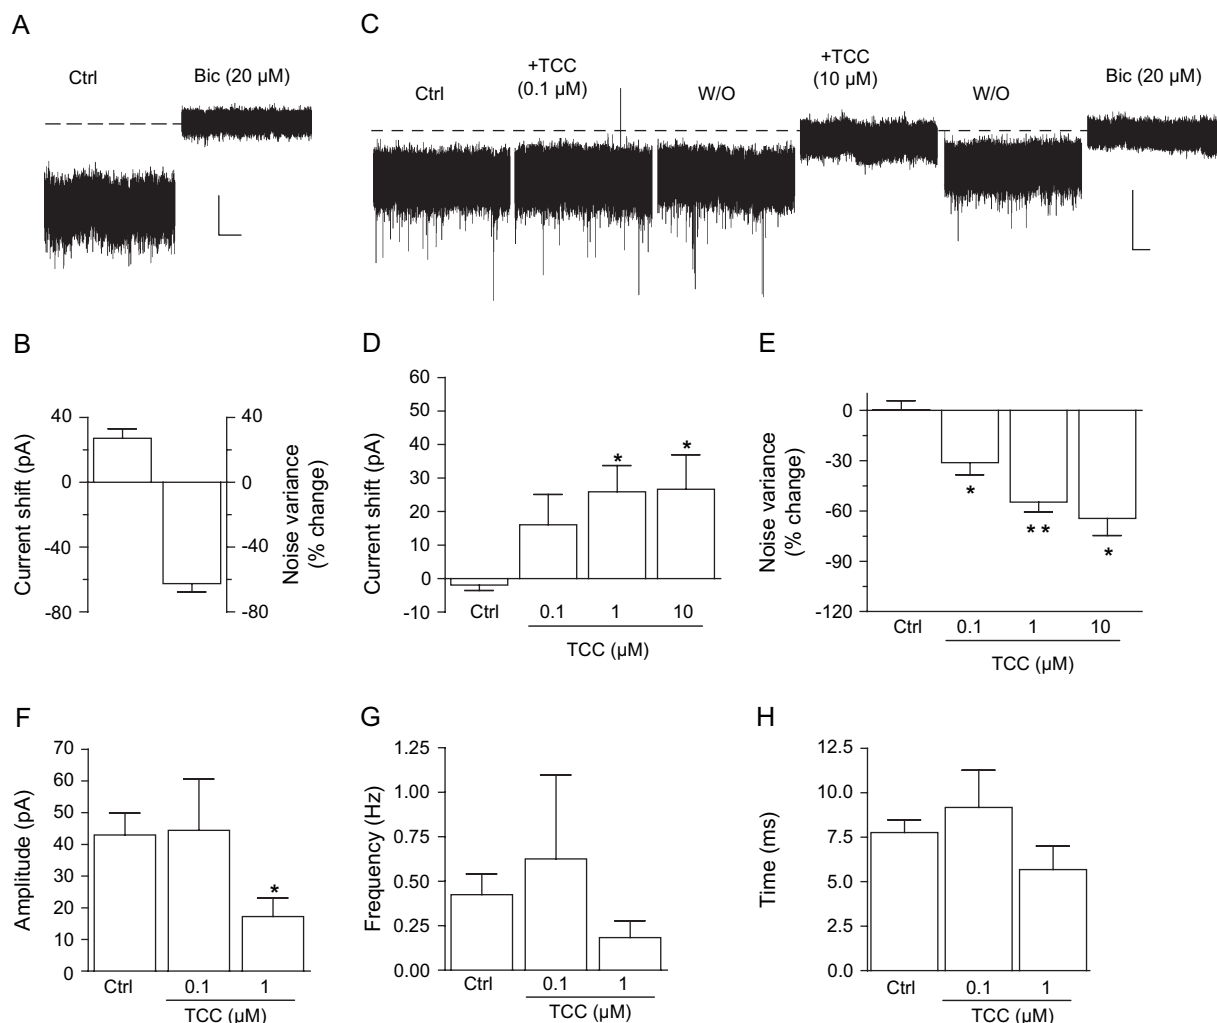 A
Ctrl
Bic (20 µM)
C
Ctrl
+TCC
(0.1 µM)
W/O
+TCC
(10 µM)
W/O
Bic (20 µM)
B
Current shift (pA)
40
0
-40
-80
40
0
-40
-80
Noise variance
(% change)
D
Current shift (pA)
60
50
40
30
20
10
0
-10
*
*
Ctrl
0.1
1
10
TCC (µM)
E
Noise variance
(% change)
0
-30
-60
-90
-120
*
**
*
Ctrl
0.1
1
10
TCC (µM)
F
Amplitude (pA)
70
60
50
40
30
20
10
0
*
Ctrl
0.1
1
TCC (µM)
G
Frequency (Hz)
1.25
1.00
0.75
0.50
0.25
0.00
Ctrl
0.1
1
TCC (µM)
H
Time (ms)
12.5
10.0
7.5
5.0
2.5
0.0
Ctrl
0.1
1
TCC (µM)